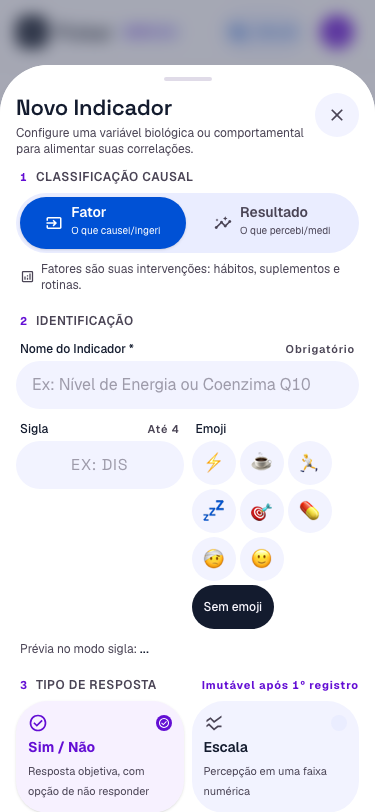 Novo Indicador
Configure uma variável biológica ou comportamental
para alimentar suas correlações.
1 CLASSIFICAÇÃO CAUSAL
Fator
O que causei/ingeri
Resultado
O que percebi/medi
Fatores são suas intervenções: hábitos, suplementos e
rotinas.
2 IDENTIFICAÇÃO
Nome do Indicador * Obrigatório
Ex: Nível de Energia ou Coenzima Q10
Sigla Até 4
EX: DIS
Emoji
Sem emoji
Prévia no modo sigla: ...
3 TIPO DE RESPOSTA Imutável após 1º registro
Sim / Não
Resposta objetiva, com
opção de não responder
Escala
Percepção em uma faixa
numérica